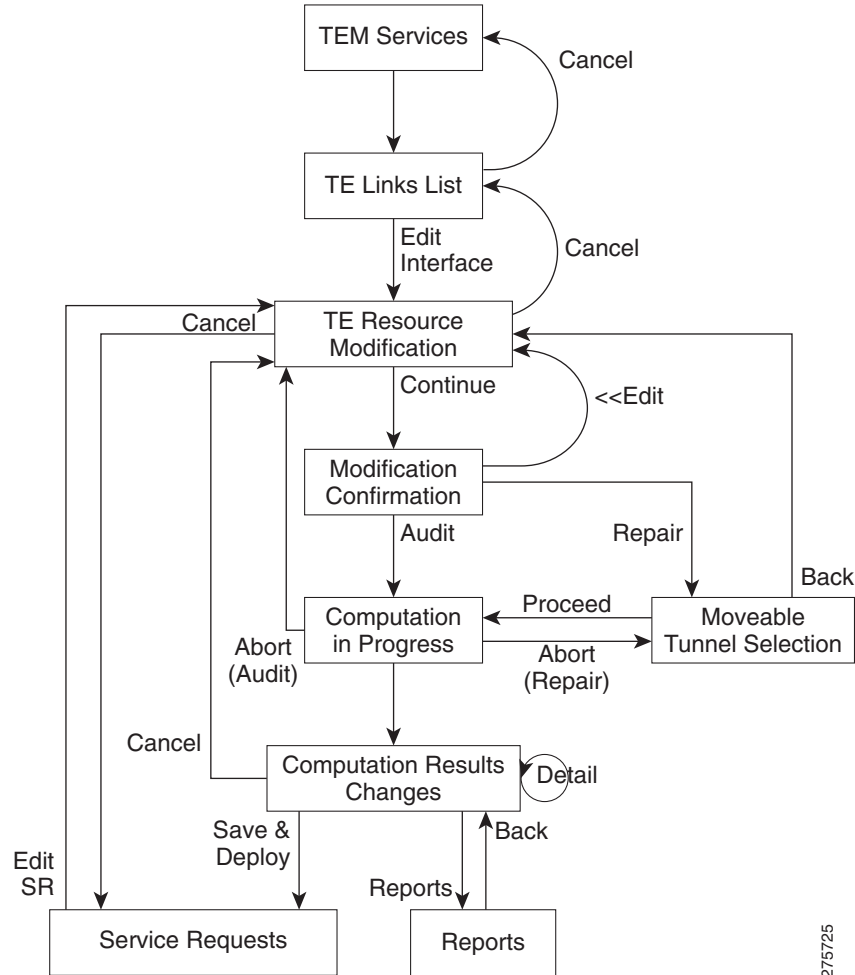 TEM Services
Cancel
TE Links List
Edit
Interface
Cancel
Cancel
TE Resource
Modification
Continue
<<Edit
Modification
Confirmation
Audit
Repair
Back
Proceed
Computation
in Progress
Moveable
Tunnel Selection
Abort
(Audit)
Abort
(Repair)
Cancel
Computation Results
Changes
Detail
Save &
Deploy
Back
Edit
SR
Reports
Service Requests
Reports
275725